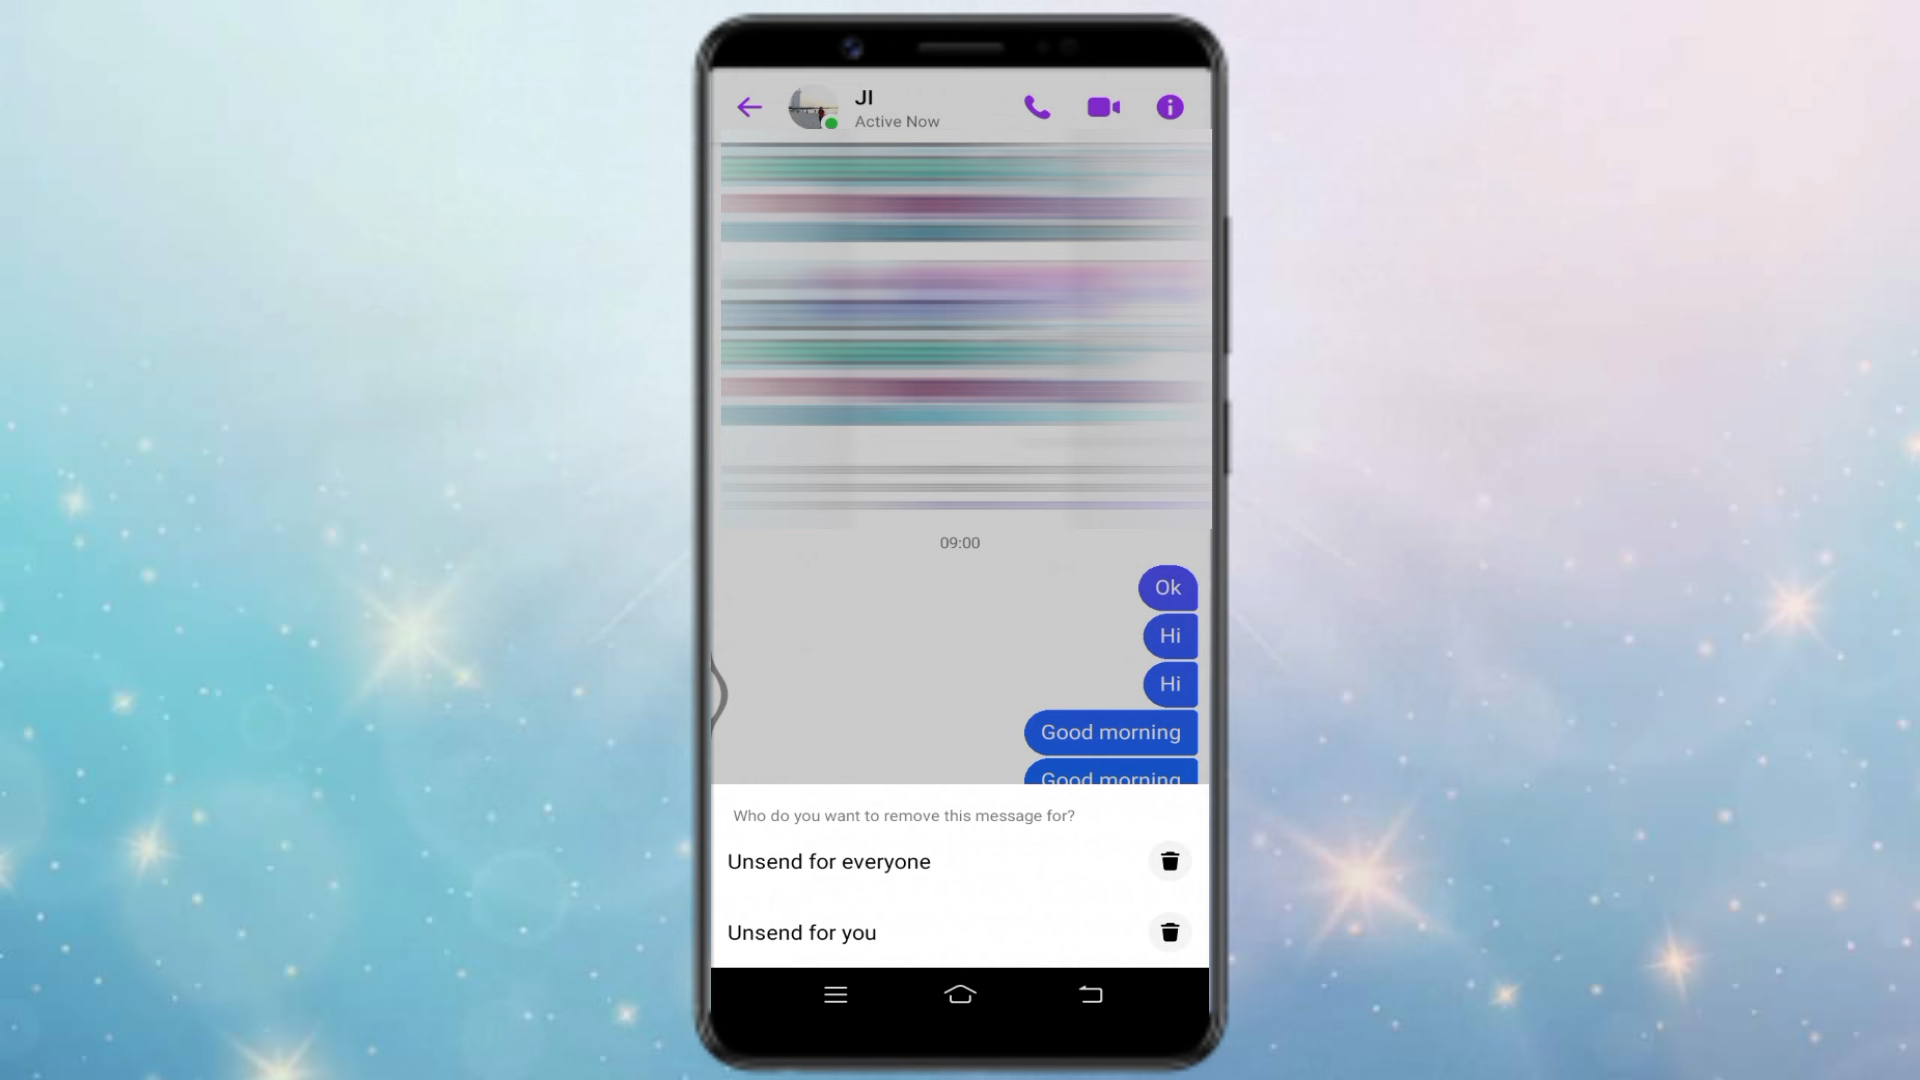 JI
Active Now
09:00
Ok
Hi
Hi
Good morning
Good morning
Who do you want to remove this message for?
Unsend for everyone
Unsend for you